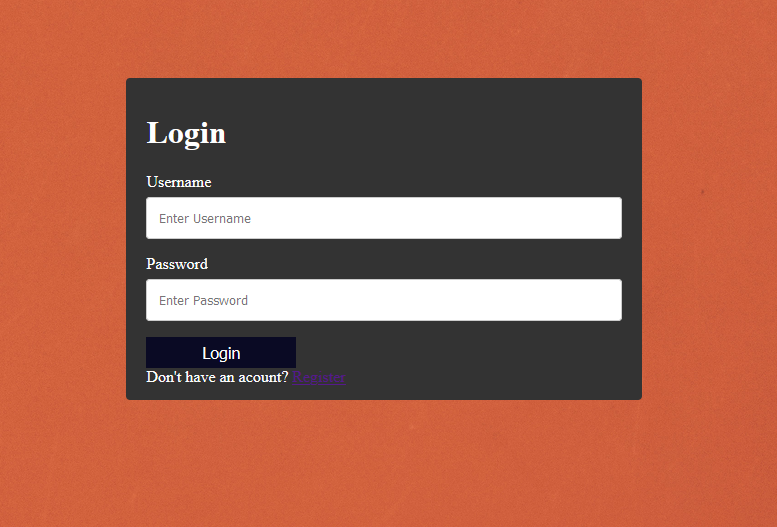 Login
Username
Enter Username
Password
Enter Password
Login
Don't have an acount? Register